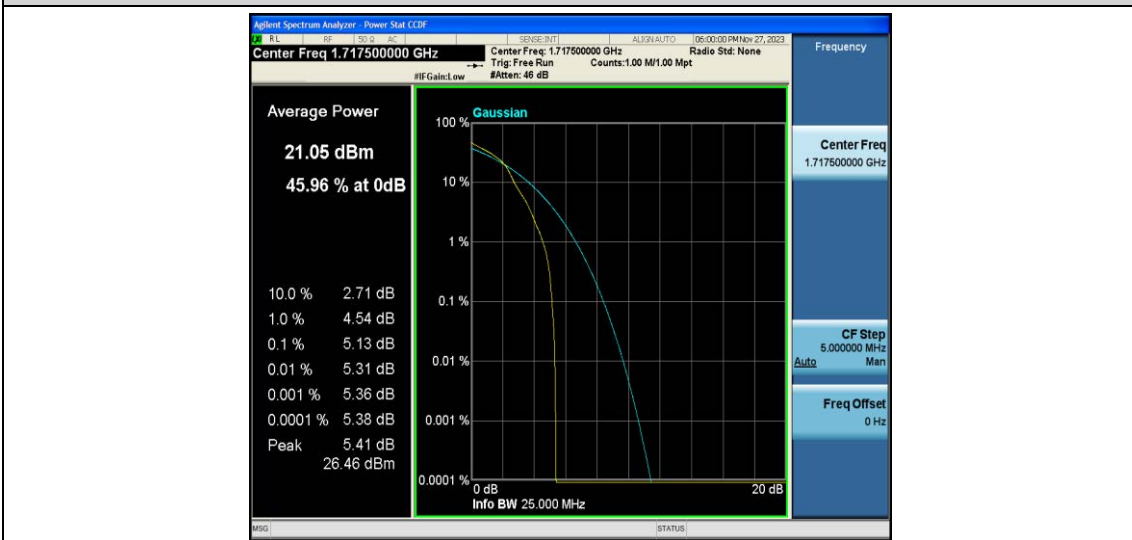 Agilent Spectrum Analyzer - Power Stat CCDF
RL RF 50 Ω AC SENSE:INT ALIGN AUTO 06:00:00 PM Nov 27, 2023
Center Freq 1.717500000 GHz
Center Freq: 1.717500000 GHz Radio Std: None
Trig: Free Run Counts:1.00 M/1.00 Mpt
#IFGain:Low #Atten: 46 dB
Frequency
Average Power
21.05 dBm
45.96 % at 0dB
10.0 % 2.71 dB
1.0 % 4.54 dB
0.1 % 5.13 dB
0.01 % 5.31 dB
0.001 % 5.36 dB
0.0001 % 5.38 dB
Peak 5.41 dB
26.46 dBm
Gaussian
100 %
10 %
1 %
0.1 %
0.01 %
0.001 %
0.0001 %
0 dB 20 dB
Info BW 25.000 MHz
Center Freq
1.717500000 GHz
CF Step
5.000000 MHz
Auto Man
Freq Offset
0 Hz
MSG STATUS